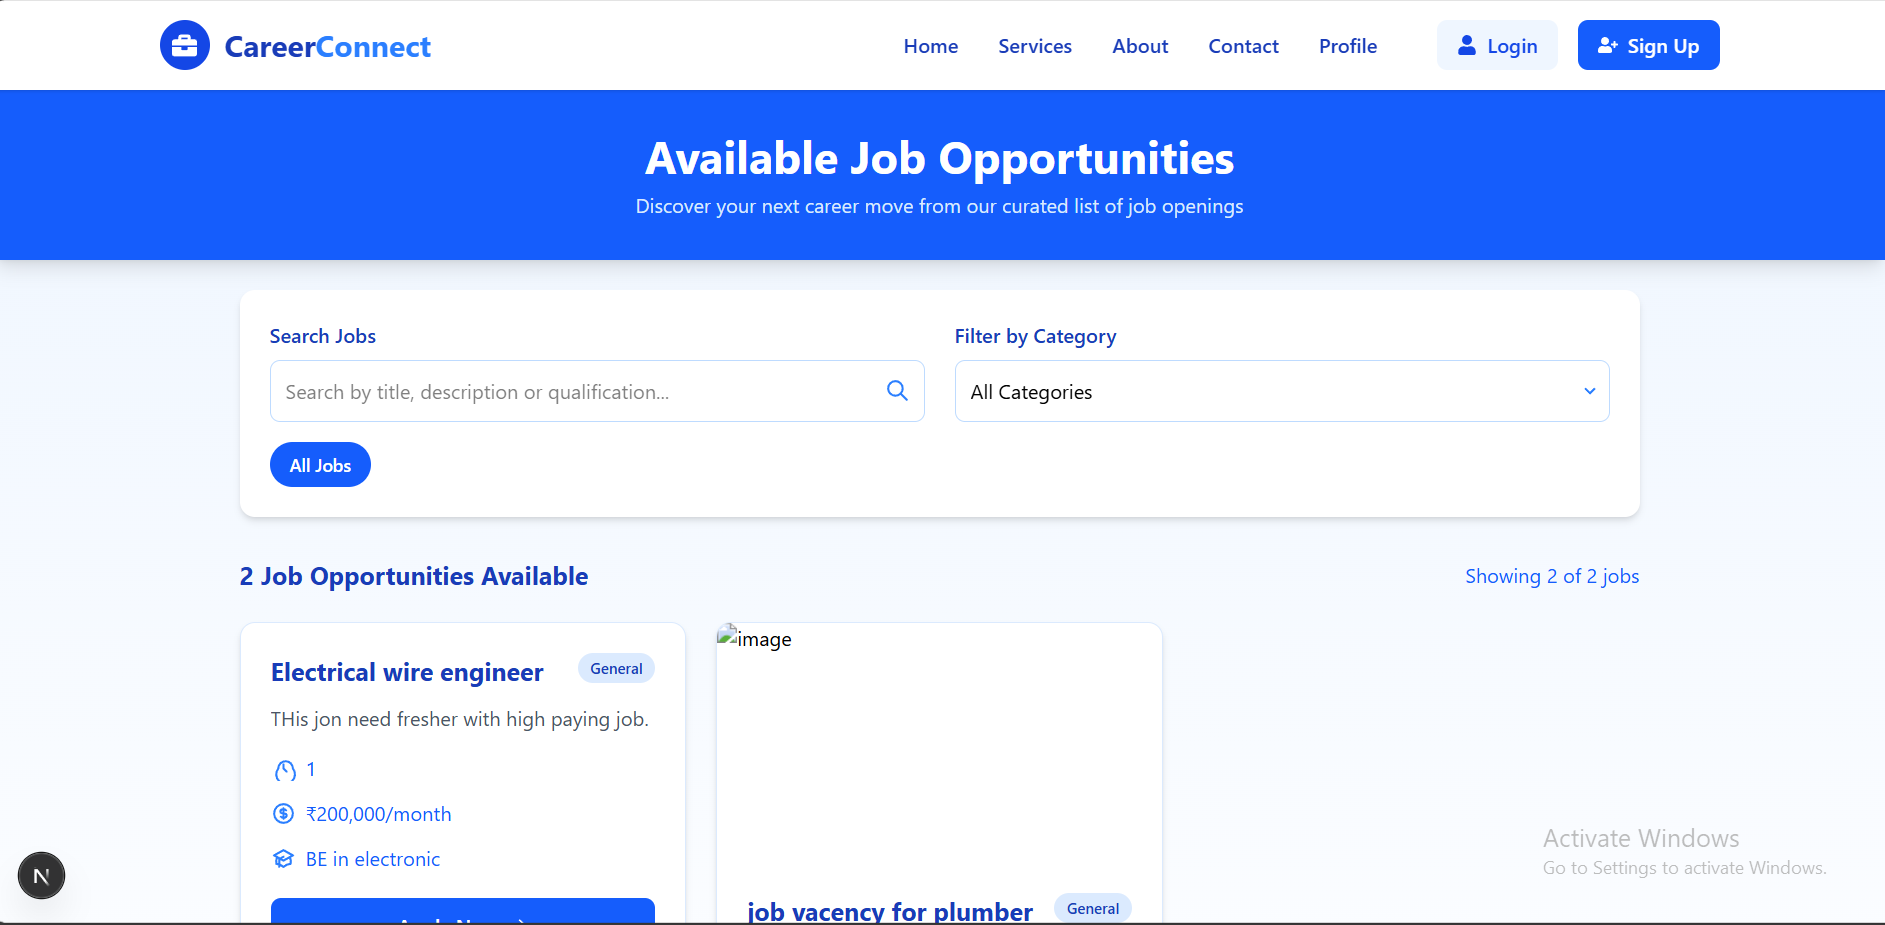 CareerConnect
Home Services About Contact Profile Login Sign Up
Available Job Opportunities
Discover your next career move from our curated list of job openings
Search Jobs
Filter by Category
Search by title, description or qualification...
All Categories
All Jobs
2 Job Opportunities Available
Showing 2 of 2 jobs
Electrical wire engineer
General
THis jon need fresher with high paying job.
1
₹200,000/month
BE in electronic
image
job vacancy for plumber
General
Activate Windows
Go to Settings to activate Windows.
N